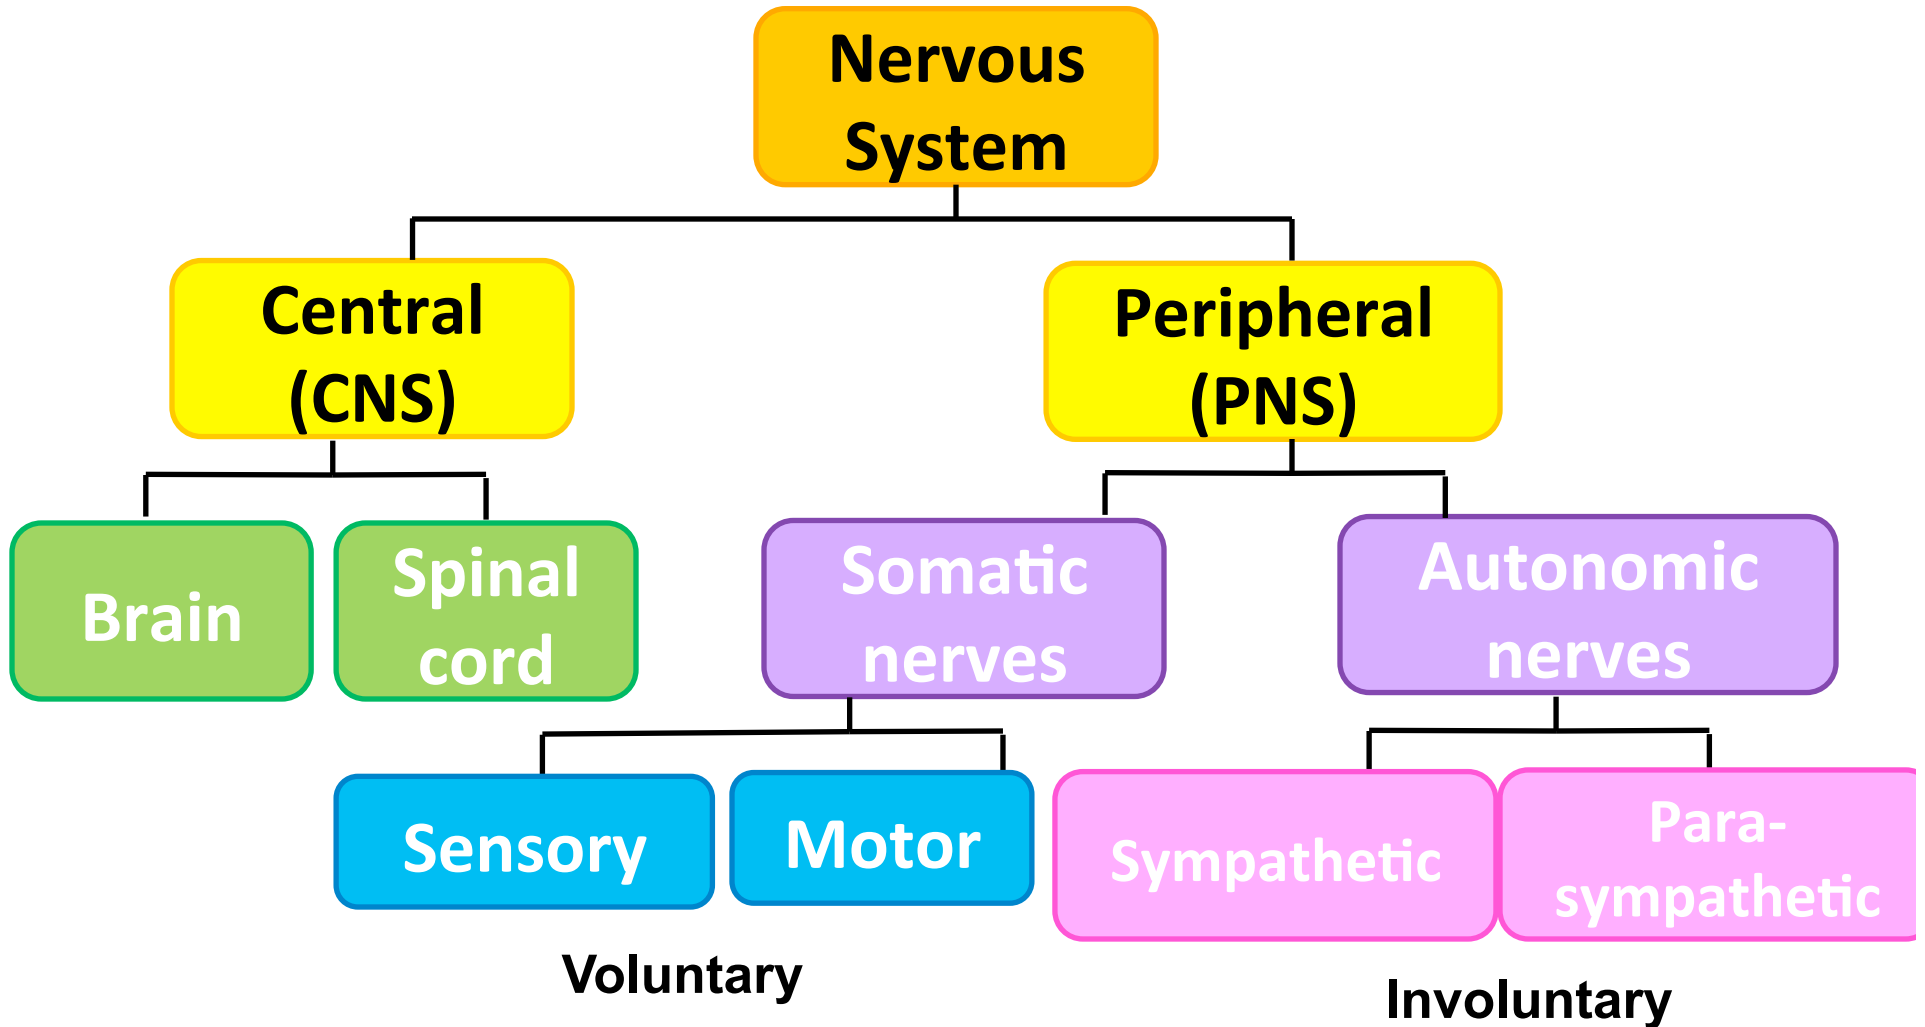 Nervous
System
Central
(CNS)
Peripheral
(PNS)
Brain
Spinal
cord
Somatic
nerves
Autonomic
nerves
Sensory
Motor
Sympathetic
Para-
sympathetic
Voluntary
Involuntary